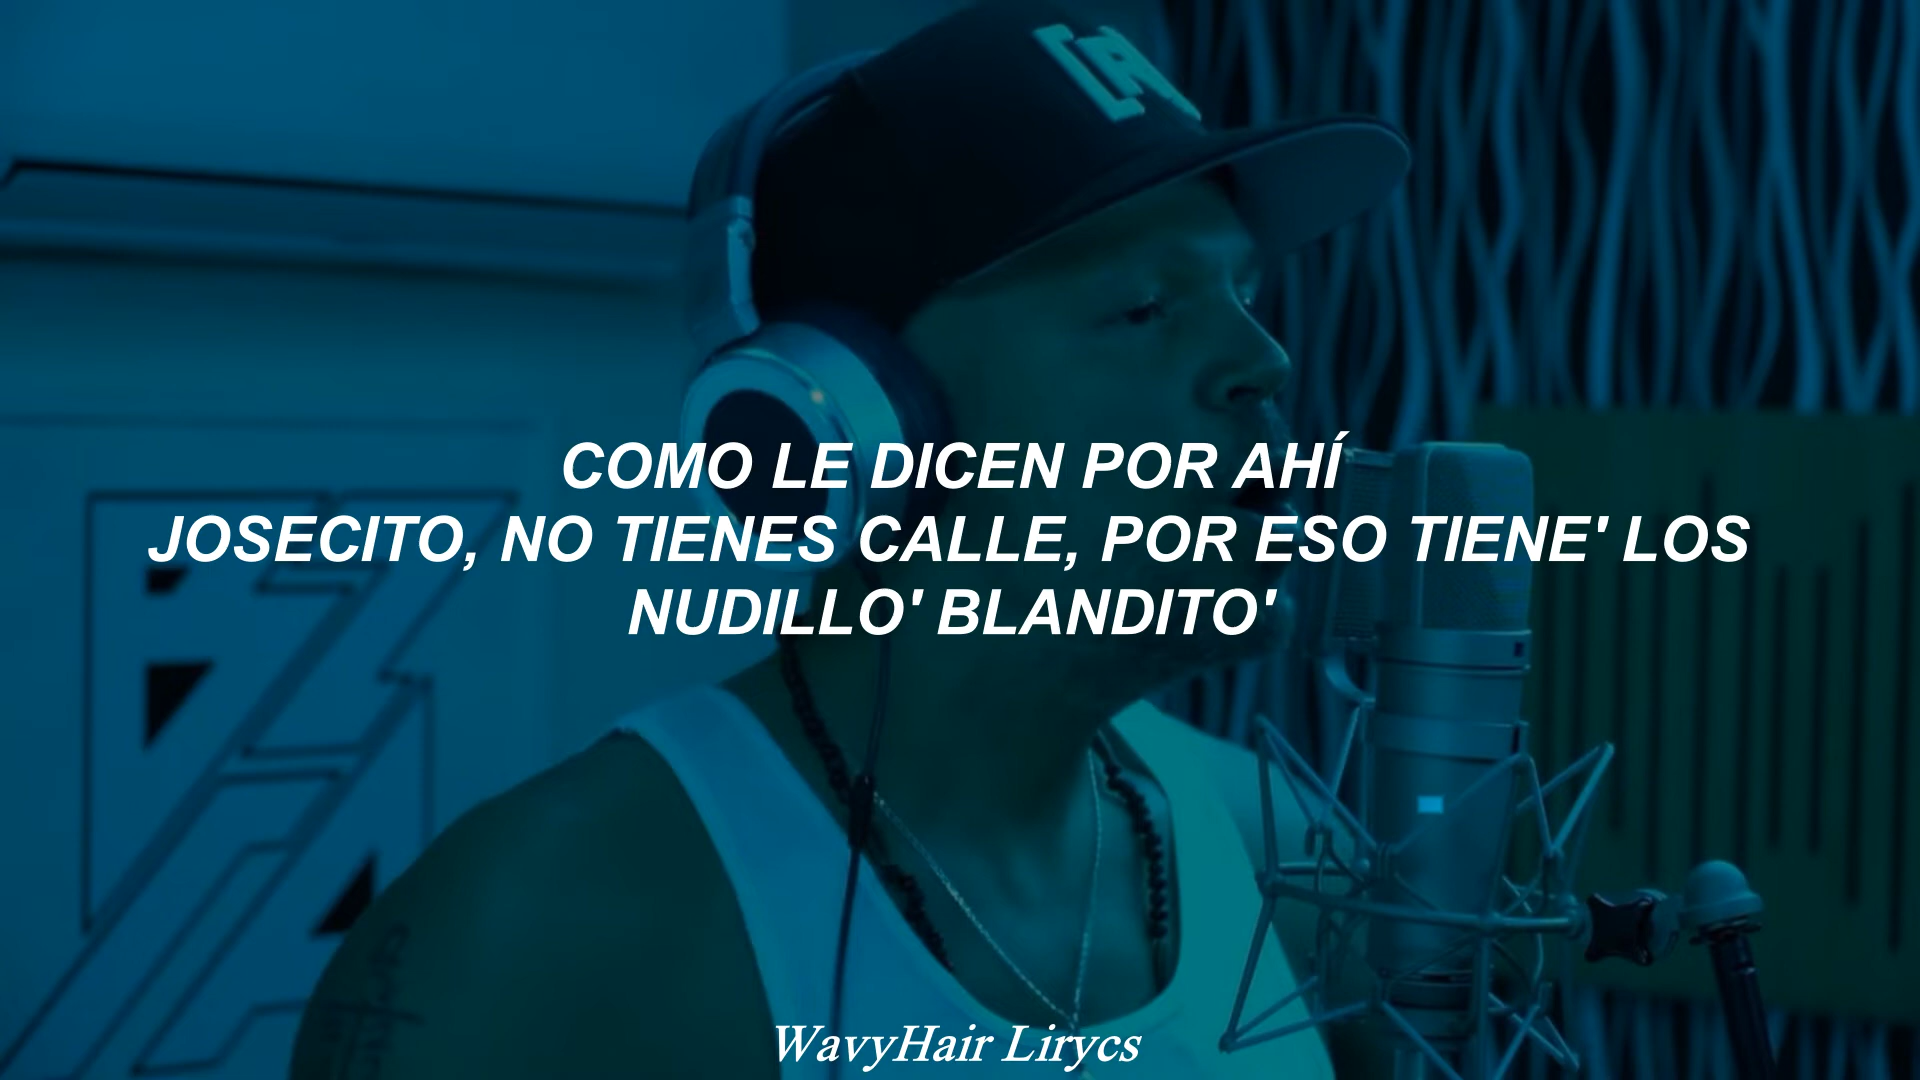 COMO LE DICEN POR AHÍ
JOSECITO, NO TIENES CALLE, POR ESO TIENE' LOS
NUDILLO' BLANDITO'
WavyHair Lirycs